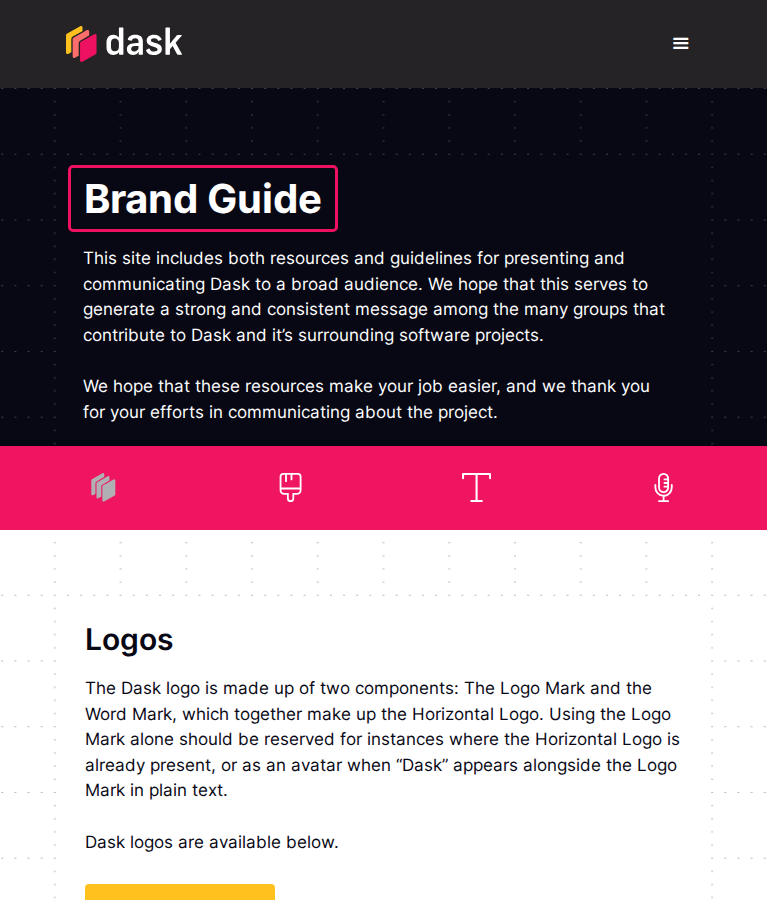 dask
Brand Guide
This site includes both resources and guidelines for presenting and
communicating Dask to a broad audience. We hope that this serves to
generate a strong and consistent message among the many groups that
contribute to Dask and it’s surrounding software projects.
We hope that these resources make your job easier, and we thank you
for your efforts in communicating about the project.
Logos
The Dask logo is made up of two components: The Logo Mark and the
Word Mark, which together make up the Horizontal Logo. Using the Logo
Mark alone should be reserved for instances where the Horizontal Logo is
already present, or as an avatar when “Dask” appears alongside the Logo
Mark in plain text.
Dask logos are available below.